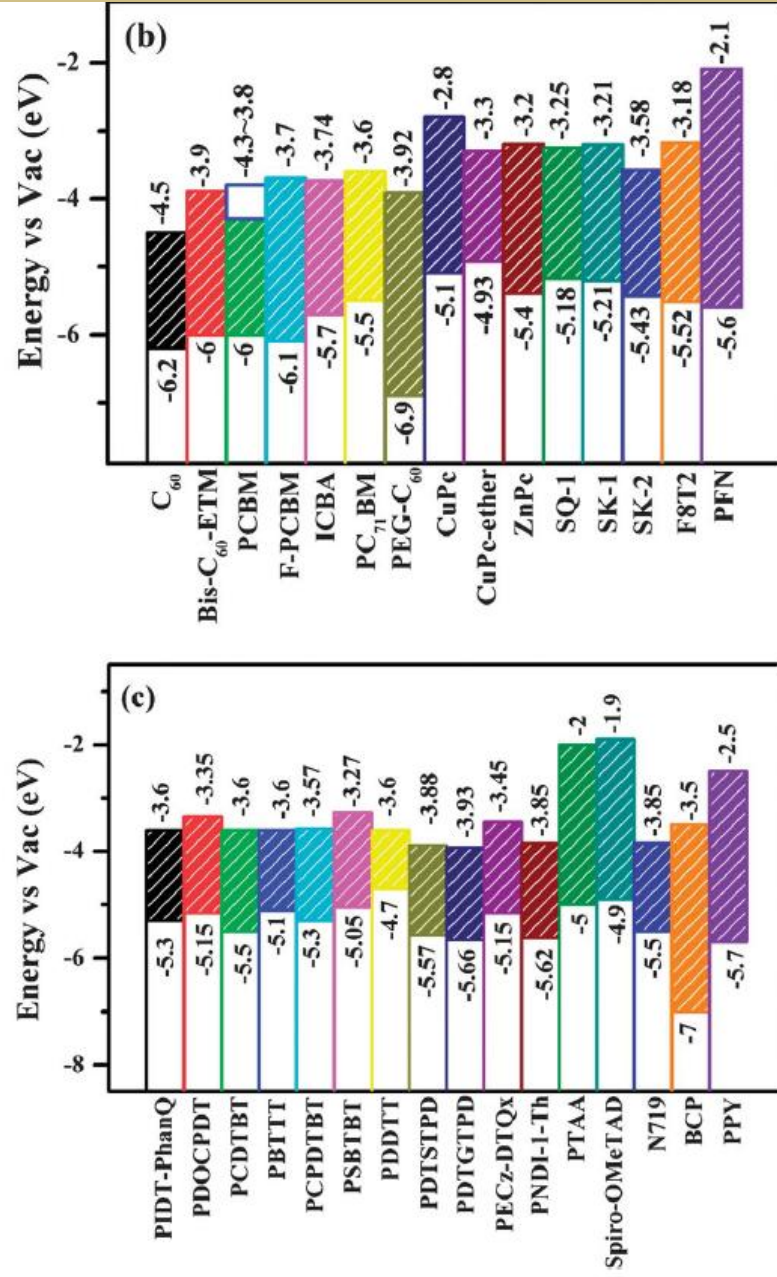 (b)
Energy vs Vac (eV)
-2
-4
-6
-4.5
-3.9
-4.3~3.8
-3.7
-3.74
-3.6
-3.92
-2.8
-3.3
-3.2
-3.25
-3.21
-3.58
-3.18
-2.1
-6.2
-6
-6
-6.1
-5.7
-5.5
-6.9
-5.1
-4.93
-5.4
-5.18
-5.21
-5.43
-5.52
-5.6
C60
Bis-C60-ETM
PCBM
F-PCBM
ICBA
PC71BM
PEG-C60
CuPc
CuPc-ether
ZnPc
SQ-1
SK-1
SK-2
F8T2
PFN
(c)
Energy vs Vac (eV)
-2
-4
-6
-8
-3.6
-3.35
-3.6
-3.6
-3.57
-3.27
-3.6
-3.88
-3.93
-3.45
-3.85
-2
-1.9
-3.85
-3.5
-2.5
-5.3
-5.15
-5.5
-5.1
-5.3
-5.05
-4.7
-5.57
-5.66
-5.15
-5.62
-5
-4.9
-5.5
-7
-5.7
PIDT-PhanQ
PDOCPDT
PCDTBT
PBTTT
PCPDTBT
PSBTBT
PDDTT
PDTSTPD
PDTGTPD
PECz-DTQx
PNDI-1-Th
PTAA
Spiro-OMeTAD
N719
BCP
PPY